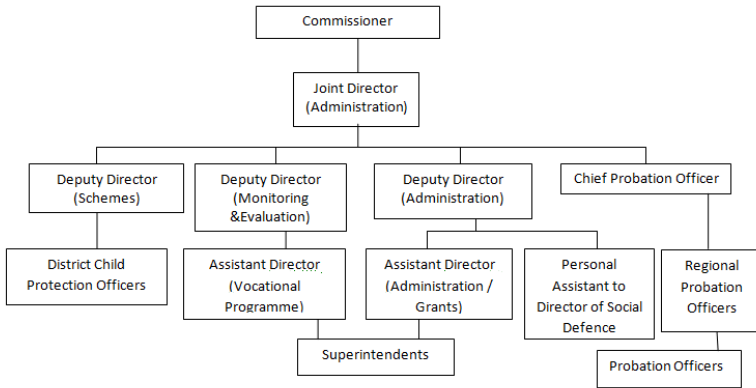 Commissioner
Joint Director
(Administration)
Deputy Director
(Schemes)
Deputy Director
(Monitoring
&Evaluation)
Deputy Director
(Administration)
Chief Probation Officer
District Child
Protection Officers
Assistant Director
(Vocational
Programme)
Assistant Director
(Administration /
Grants)
Personal
Assistant to
Director of Social
Defence
Regional
Probation
Officers
Superintendents
Probation Officers